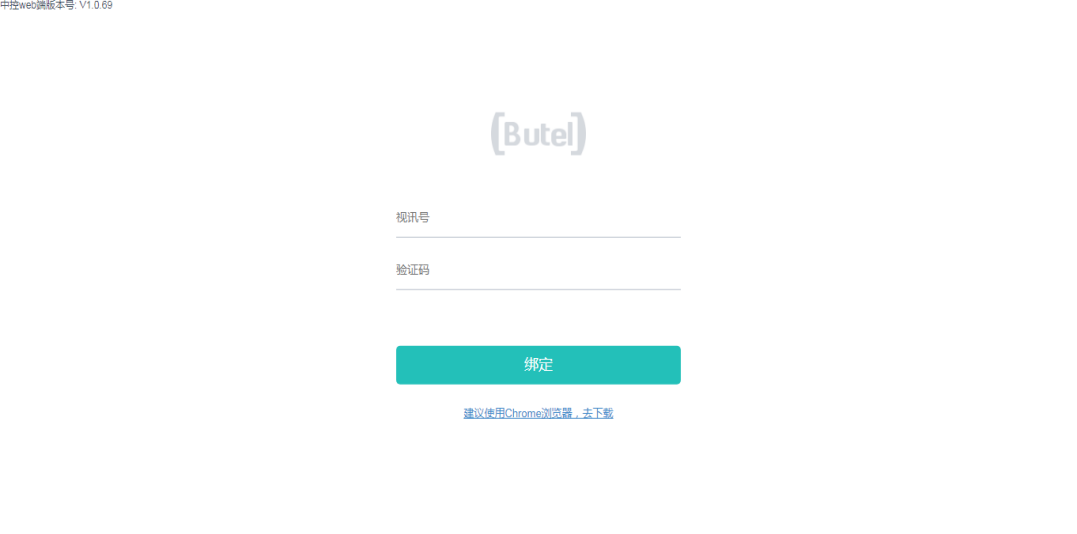 中控web端版本号: V1.0.69
[Butel]
视讯号
验证码
绑定
建议使用Chrome浏览器，去下载